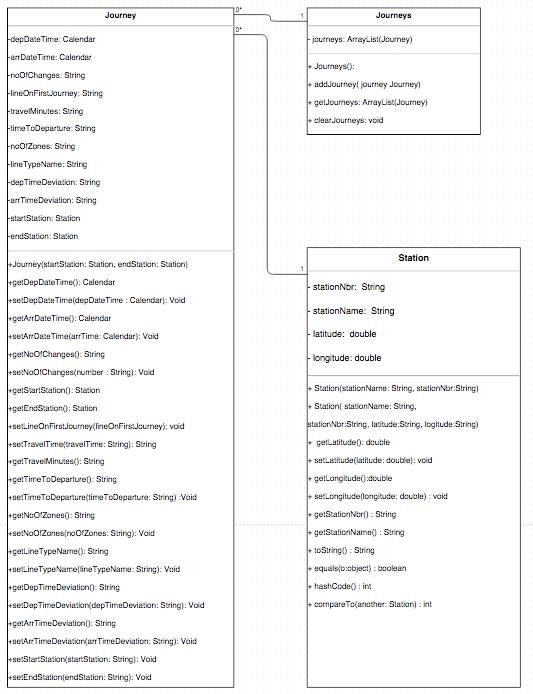 Journey
-depDateTime: Calendar
-arrDateTime: Calendar
-noOfChanges: String
-lineOnFirstJourney: String
-travelMinutes: String
-timeToDeparture: String
-noOfZones: String
-lineTypeName: String
-depTimeDeviation: String
-arrTimeDeviation: String
-startStation: Station
-endStation: Station
+Journey(startStation: Station, endStation: Station)
+getDepDateTime(): Calendar
+setDepDateTime(depDateTime : Calendar): Void
+getArrDateTime(): Calendar
+setArrDateTime(arrTime: Calendar): Void
+getNoOfChanges(): String
+setNoOfChanges(number : String): Void
+getStartStation(): Station
+getEndStation(): Station
+setLineOnFirstJourney(lineOnFirstJourney): void
+setTravelTime(travelTime: String): String
+getTravelMinutes(): String
+getTimeToDeparture(): String
+setTimeToDeparture(timeToDeparture: String) :Void
+getNoOfZones(): String
+setNoOfZones(noOfZones: String): Void
+getLineTypeName(): String
+setLineTypeName(lineTypeName: String): Void
+getDepTimeDeviation(): String
+setDepTimeDeviation(depTimeDeviation: String): Void
+getArrTimeDeviation(): String
+setArrTimeDeviation(arrTimeDeviation: String): Void
+setStartStation(startStation: String): Void
+setEndStation(endStation: String): Void
0*
1
0*
1
Journeys
- journeys: ArrayList(Journey)
+ Journeys():
+ addJourney( journey Journey)
+ getJourneys: ArrayList(Journey)
+ clearJourneys: void
Station
- stationNbr: String
- stationName: String
- latitude: double
- longitude: double
+ Station(stationName: String, stationNbr:String)
+ Station( stationName: String,
stationNbr:String, latitude:String, logitude:String)
+ getLatitude(): double
+ setLatitude(latitude: double): void
+ getLongitude():double
+ setLongitude(longitude: double) : void
+ getStationNbr() : String
+ getStationName() : String
+ toString() : String
+ equals(o:object) : boolean
+ hashCode() : int
+ compareTo(another: Station) : int